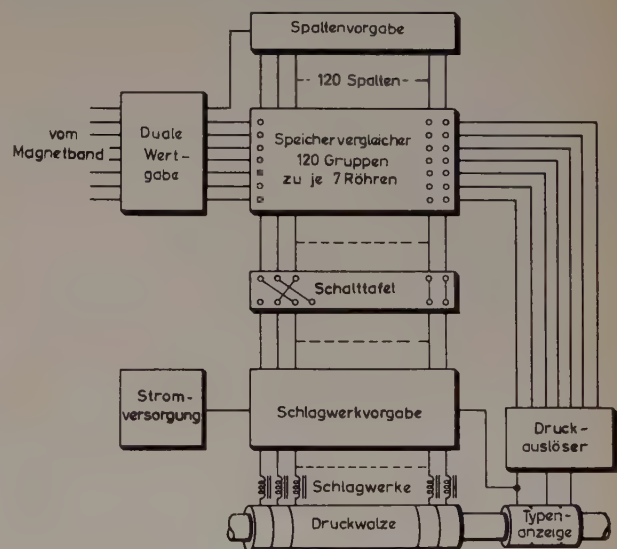 Spaltenvorgabe
120 Spalten
vom
Magnetband
Duale
Wert-
gabe
Speichervergleicher
120 Gruppen
zu je 7 Röhren
Schalttafel
Strom-
versorgung
Schlagwerkvorgabe
Druck-
auslöser
Schlagwerke
Druckwalze
Typen-
anzeige